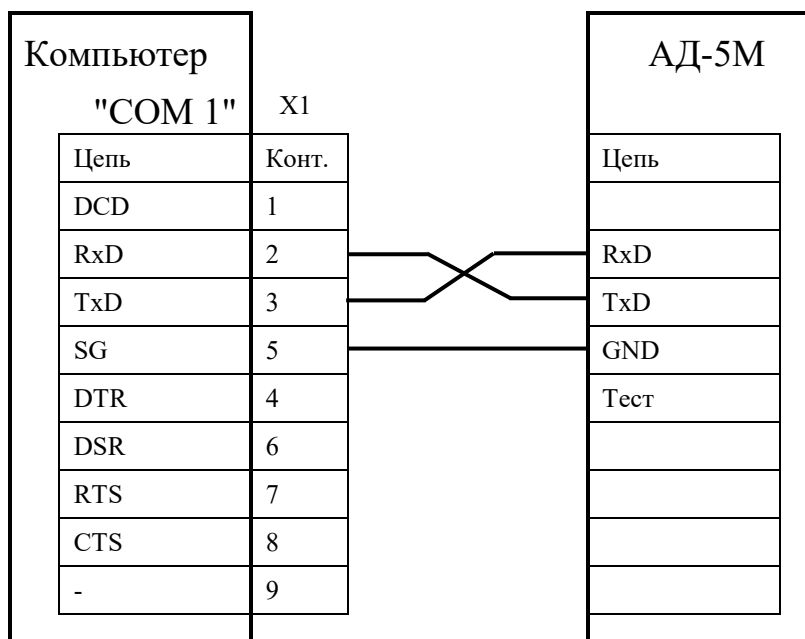 Компьютер АД-5М
"COM 1" X1
Цепь Конт. Цепь
DCD 1
RxD 2 RxD
TxD 3 TxD
SG 5 GND
DTR 4 Тест
DSR 6
RTS 7
CTS 8
- 9